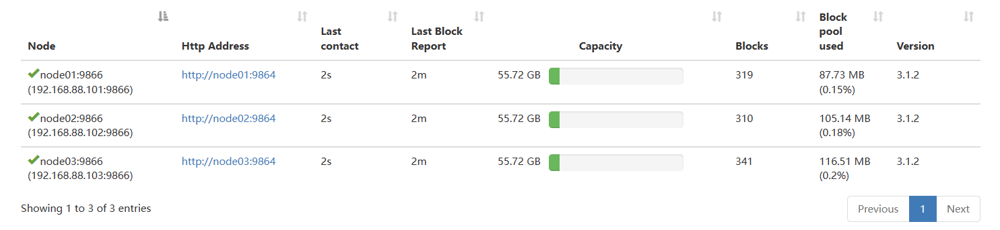 Node Http Address Last contact Last Block Report Capacity Blocks Block pool used Version
node01:9866 http://node01:9864 2s 2m 55.72 GB 319 87.73 MB 3.1.2
(192.168.88.101:9866) (0.15%)
node02:9866 http://node02:9864 2s 2m 55.72 GB 310 105.14 MB 3.1.2
(192.168.88.102:9866) (0.18%)
node03:9866 http://node03:9864 2s 2m 55.72 GB 341 116.51 MB 3.1.2
(192.168.88.103:9866) (0.2%)
Showing 1 to 3 of 3 entries Previous 1 Next